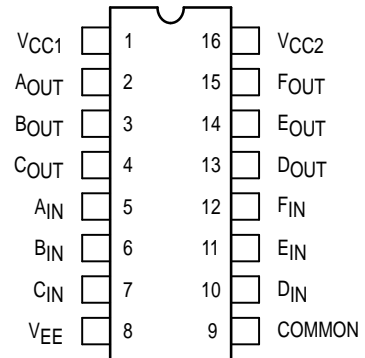 VCC1 1 16 VCC2
AOUT 2 15 FOUT
BOUT 3 14 EOUT
COUT 4 13 DOUT
AIN 5 12 FIN
BIN 6 11 EIN
CIN 7 10 DIN
VEE 8 9 COMMON